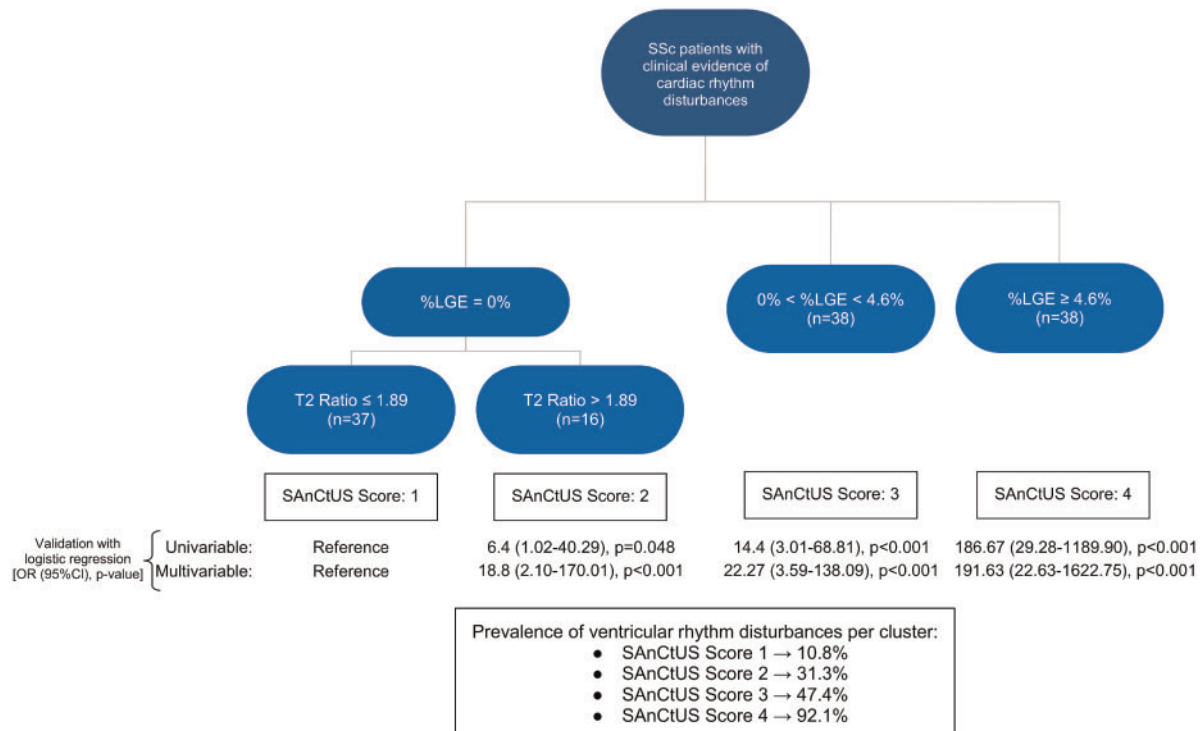 SSc patients with
clinical evidence of
cardiac rhythm
disturbances
%LGE = 0%
0% < %LGE < 4.6%
(n=38)
%LGE ≥ 4.6%
(n=38)
T2 Ratio ≤ 1.89
(n=37)
T2 Ratio > 1.89
(n=16)
SAnCtUS Score: 1
SAnCtUS Score: 2
SAnCtUS Score: 3
SAnCtUS Score: 4
Validation with
logistic regression
[OR (95%CI), p-value]
Univariable: Reference 6.4 (1.02-40.29), p=0.048 14.4 (3.01-68.81), p<0.001 186.67 (29.28-1189.90), p<0.001
Multivariable: Reference 18.8 (2.10-170.01), p<0.001 22.27 (3.59-138.09), p<0.001 191.63 (22.63-1622.75), p<0.001
Prevalence of ventricular rhythm disturbances per cluster:
● SAnCtUS Score 1 → 10.8%
● SAnCtUS Score 2 → 31.3%
● SAnCtUS Score 3 → 47.4%
● SAnCtUS Score 4 → 92.1%